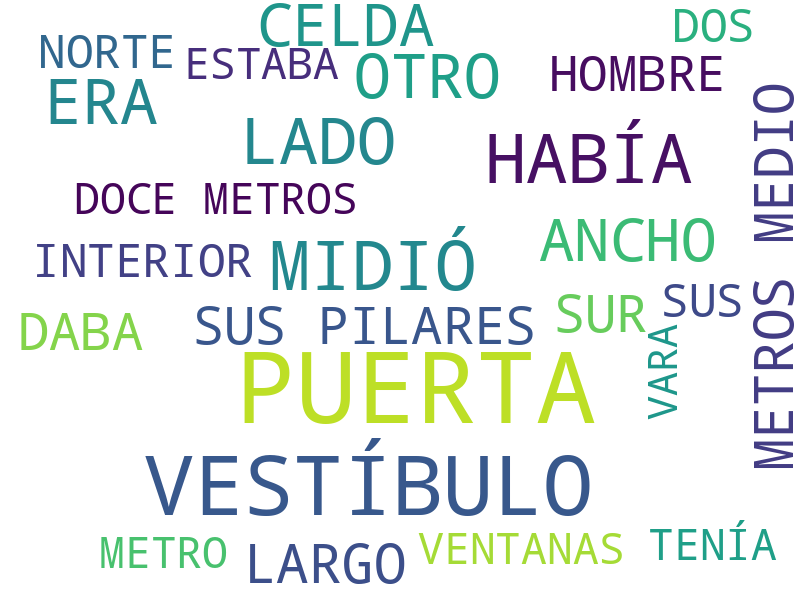 CELDA
DOS
NORTE
ESTABA
OTRO
HOMBRE
ERA
LADO
HABÍA
METROS MEDIO
DOCE METROS
INTERIOR
MIDIÓ
ANCHO
DABA
SUS PILARES
SUR
SUS
VARA
PUERTA
VESTÍBULO
METRO
LARGO
VENTANAS
TENÍA